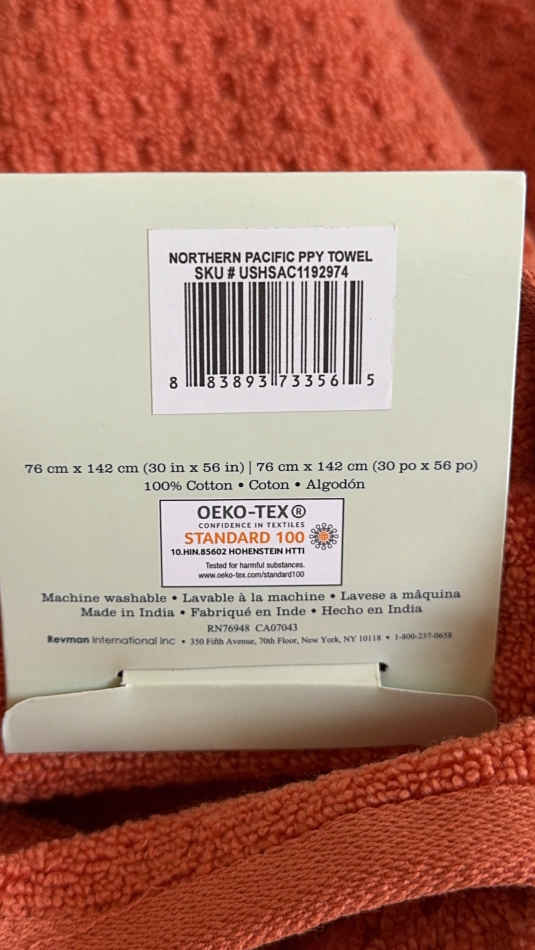 NORTHERN PACIFIC PPY TOWEL
SKU # USHSAC1192974
8 83893 73356 5
76 cm x 142 cm (30 in x 56 in) | 76 cm x 142 cm (30 po x 56 po)
100% Cotton • Coton • Algodón
OEKO-TEX®
CONFIDENCE IN TEXTILES
STANDARD 100
10.HIN.85602 HOHENSTEIN HTTI
Tested for harmful substances.
www.oeko-tex.com/standard100
Machine washable • Lavable à la machine • Lavese a mâquina
Made in India • Fabriqué en Inde • Hecho en India
RN76948 CA07043
Revman International Inc • 350 Fifth Avenue, 70th Floor, New York, NY 10118 • 1-800-237-0658